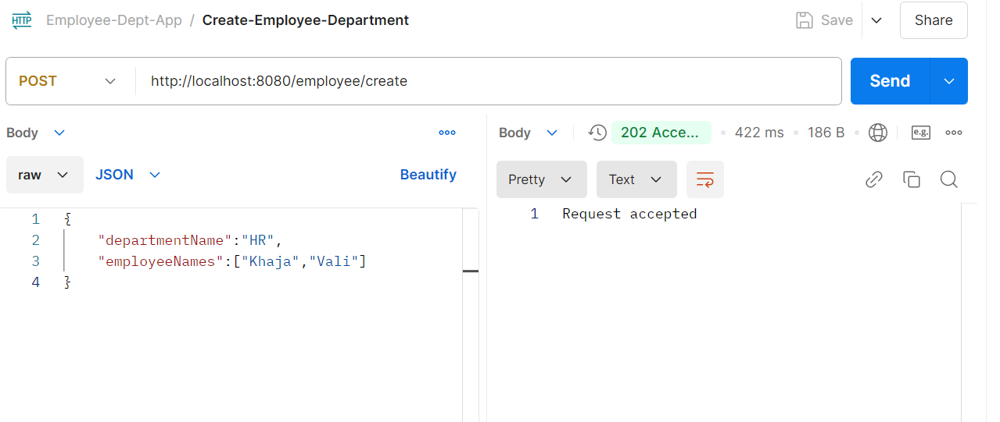 HTTP Employee-Dept-App / Create-Employee-Department Save Share
POST http://localhost:8080/employee/create Send
Body Body 202 Acce... 422 ms 186 B e.g.
raw JSON Beautify Pretty Text
1 {
2 "departmentName":"HR",
3 "employeeNames":["Khaja","Vali"]
4 }
1 Request accepted